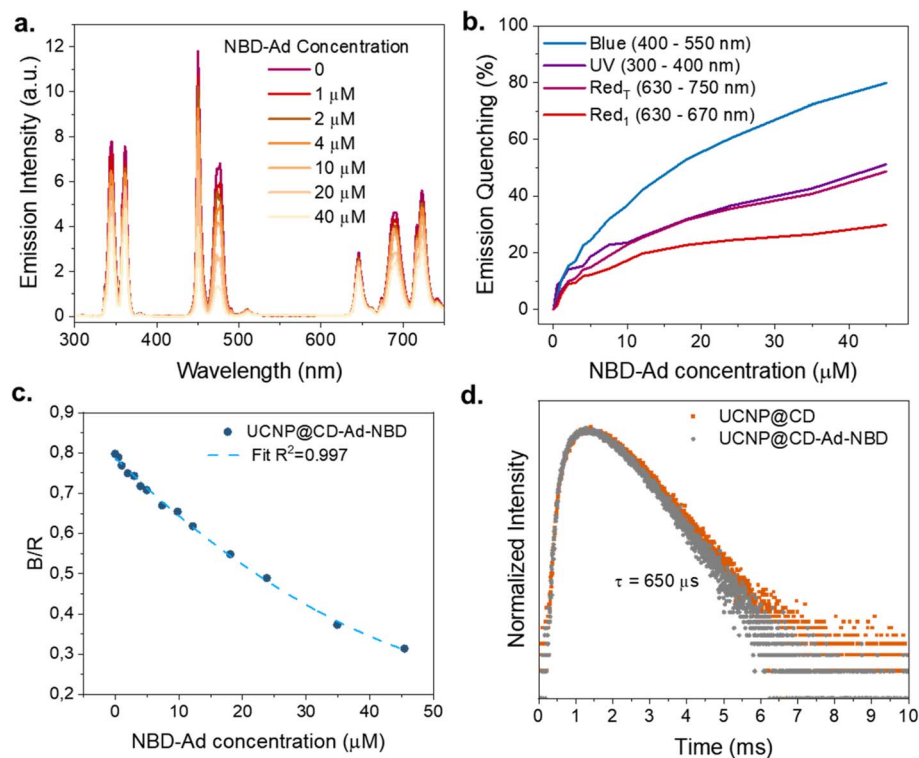 a.
NBD-Ad Concentration
0
1 μM
2 μM
4 μM
10 μM
20 μM
40 μM
Emission Intensity (a.u.)
12
10
8
6
4
2
0
300 400 500 600 700
Wavelength (nm)
b.
Blue (400 - 550 nm)
UV (300 - 400 nm)
Red_T (630 - 750 nm)
Red_1 (630 - 670 nm)
Emission Quenching (%)
100
80
60
40
20
0
0 10 20 30 40
NBD-Ad concentration (μM)
c.
UCNP@CD-Ad-NBD
Fit R²=0.997
B/R
0,9
0,8
0,7
0,6
0,5
0,4
0,3
0,2
0 10 20 30 40 50
NBD-Ad concentration (μM)
d.
UCNP@CD
UCNP@CD-Ad-NBD
Normalized Intensity
τ = 650 μs
0 1 2 3 4 5 6 7 8 9 10
Time (ms)